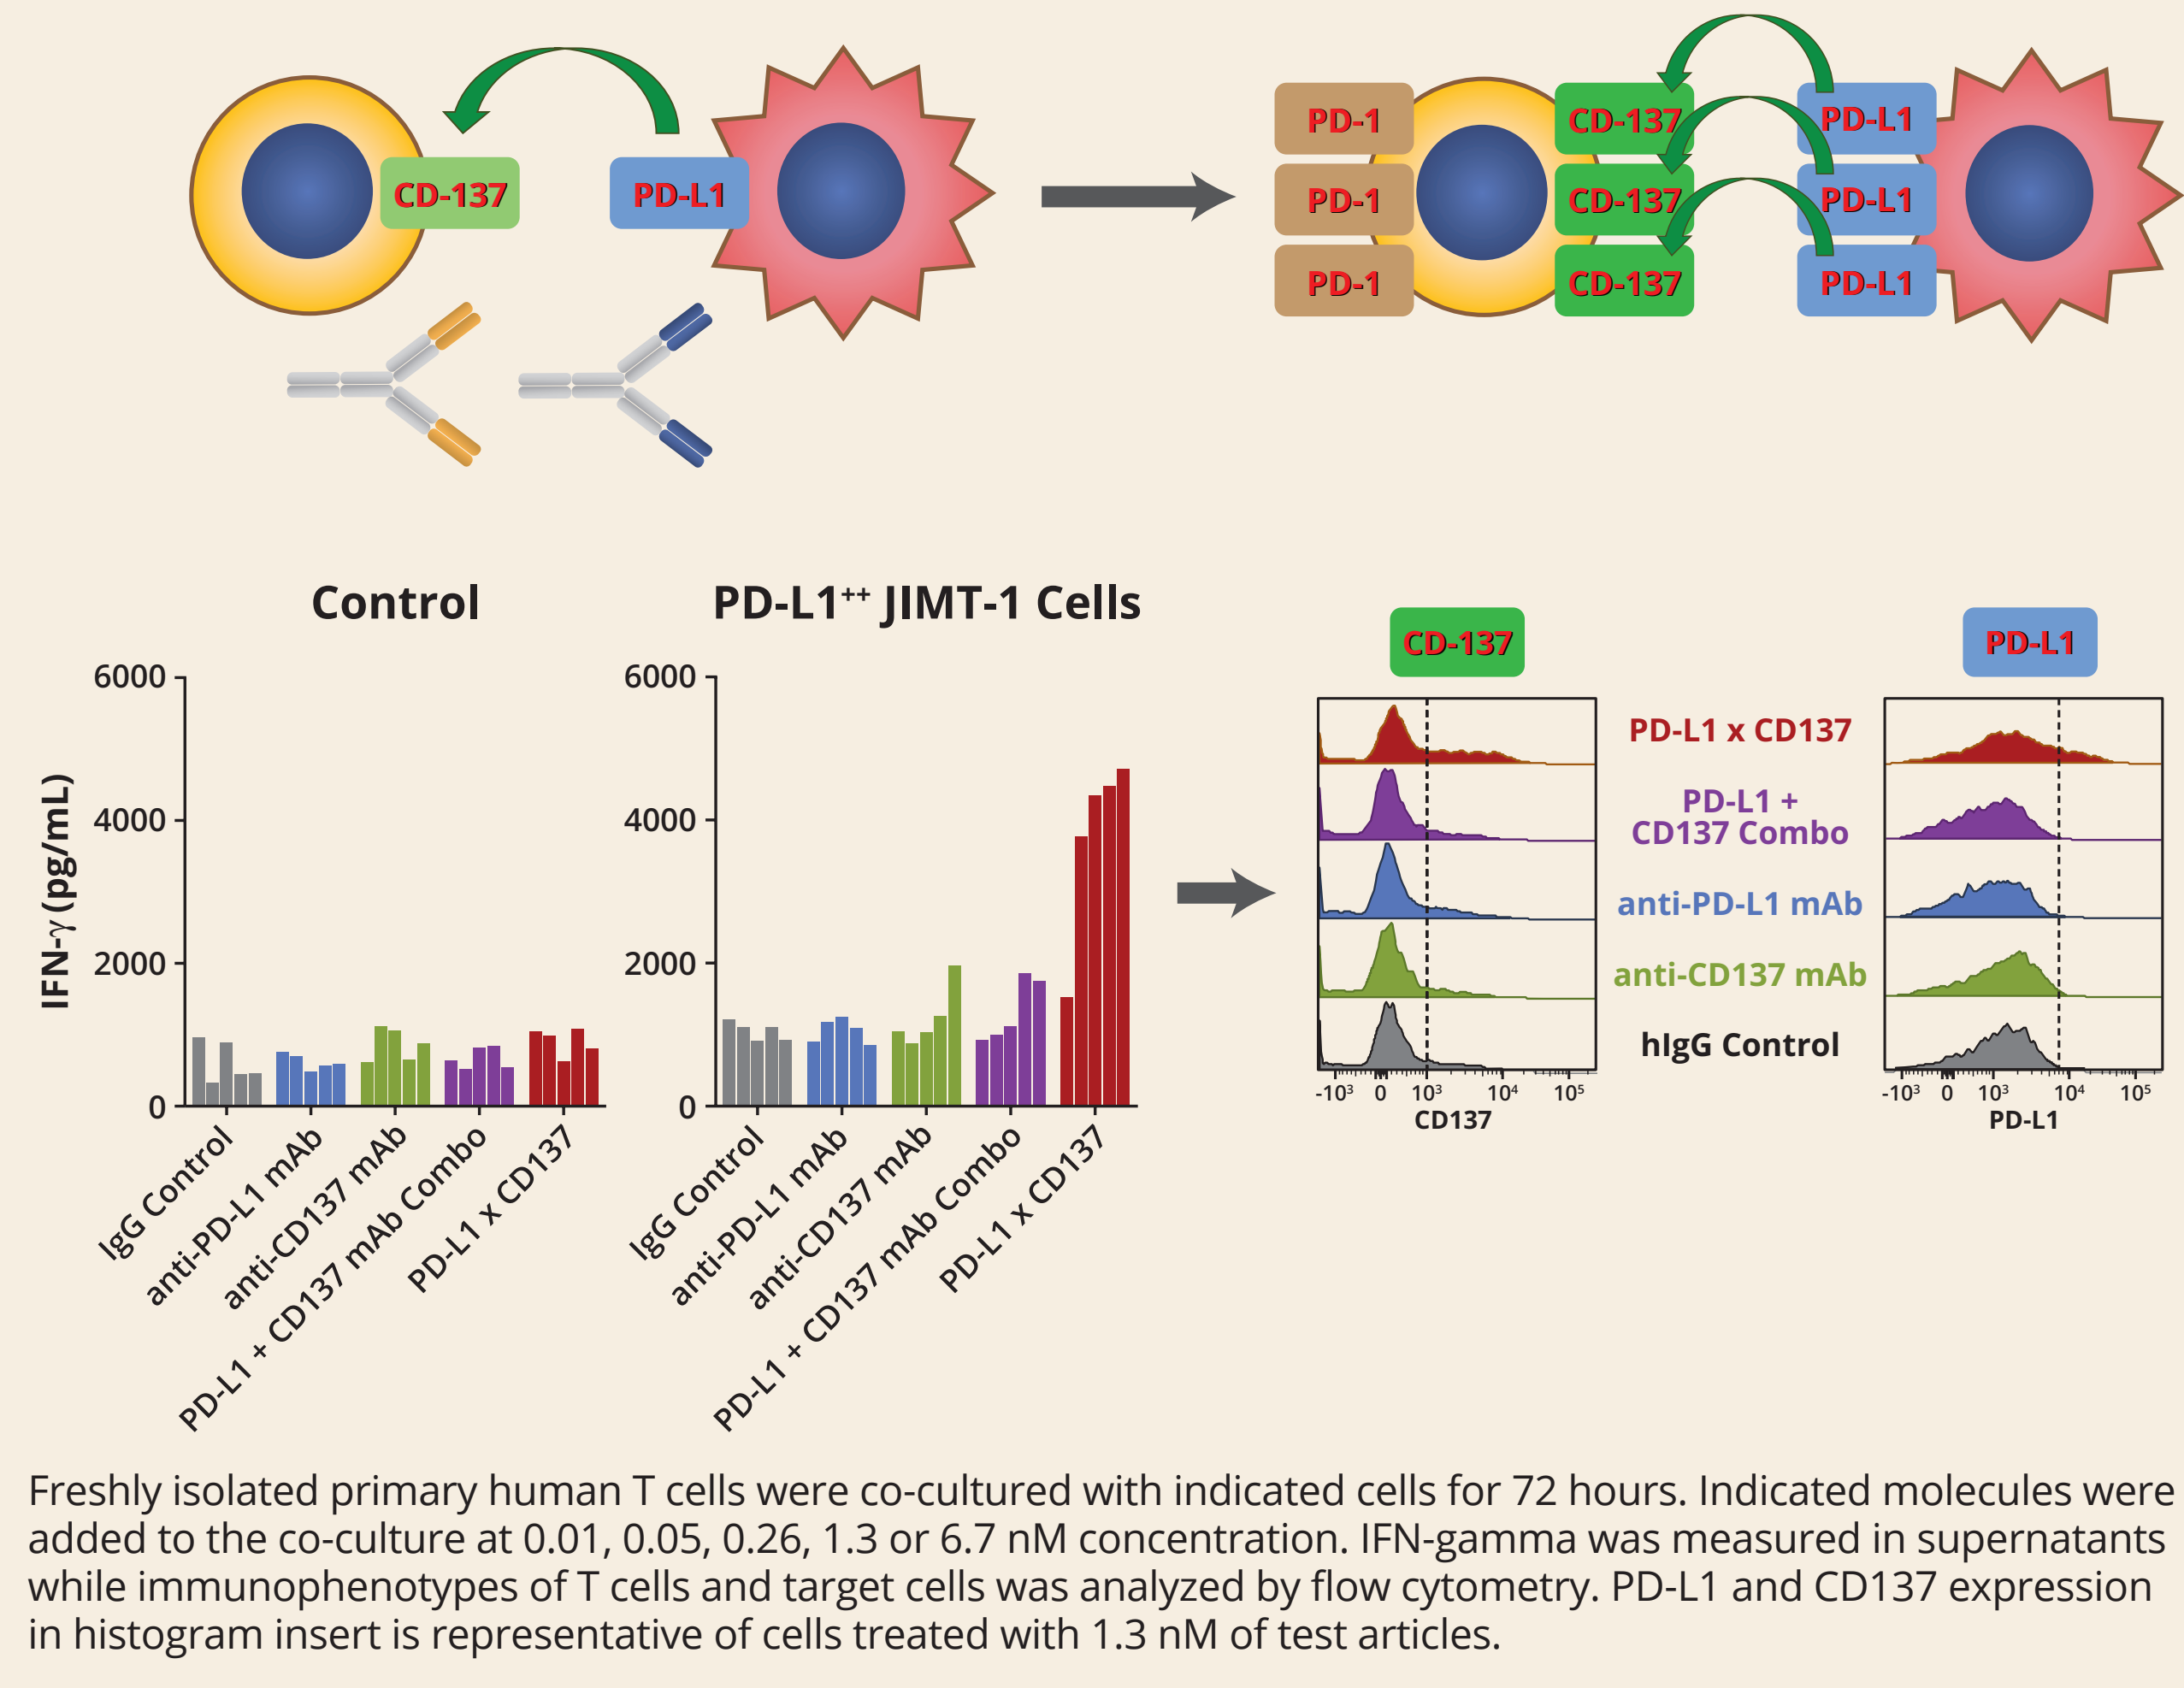 CD-137
PD-L1
PD-1
CD-137
PD-L1
PD-1
CD-137
PD-L1
PD-1
CD-137
PD-L1
Control
IFN-γ (pg/mL)
6000
4000
2000
0
IgG Control
anti-PD-L1 mAb
anti-CD137 mAb
PD-L1 + CD137 mAb Combo
PD-L1 x CD137
PD-L1⁺⁺ JIMT-1 Cells
6000
4000
2000
0
IgG Control
anti-PD-L1 mAb
anti-CD137 mAb
PD-L1 + CD137 mAb Combo
PD-L1 x CD137
CD-137
-10³ 0 10³ 10⁴ 10⁵
CD137
PD-L1 x CD137
PD-L1 +
CD137 Combo
anti-PD-L1 mAb
anti-CD137 mAb
hIgG Control
PD-L1
-10³ 0 10³ 10⁴ 10⁵
PD-L1
Freshly isolated primary human T cells were co-cultured with indicated cells for 72 hours. Indicated molecules were
added to the co-culture at 0.01, 0.05, 0.26, 1.3 or 6.7 nM concentration. IFN-gamma was measured in supernatants
while immunophenotypes of T cells and target cells was analyzed by flow cytometry. PD-L1 and CD137 expression
in histogram insert is representative of cells treated with 1.3 nM of test articles.